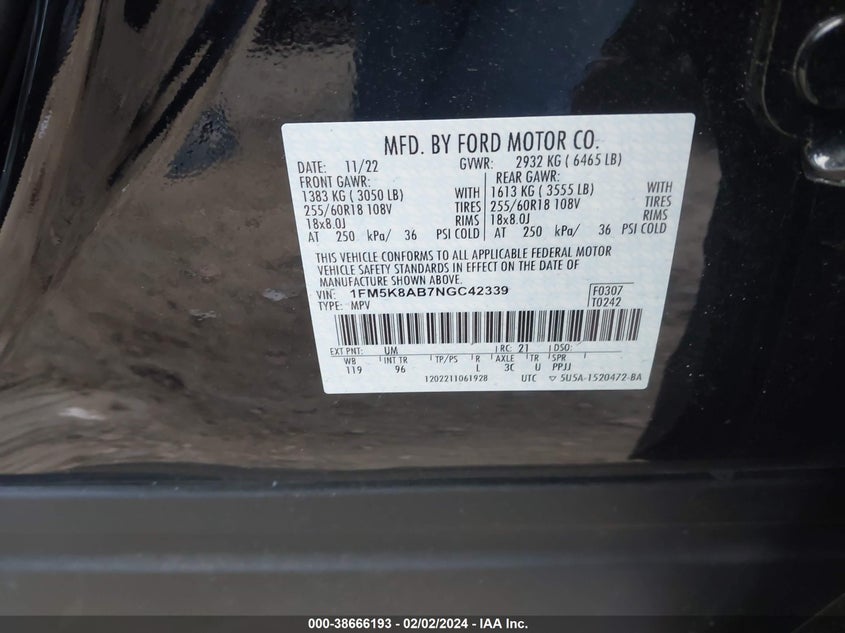 MFD. BY FORD MOTOR CO.
DATE: 11/22 GVWR: 2932 KG ( 6465 LB)
FRONT GAWR: REAR GAWR:
1383 KG ( 3050 LB) WITH 1613 KG ( 3555 LB) WITH
255/60R18 108V TIRES 255/60R18 108V TIRES
18x8.0J RIMS 18x8.0J RIMS
AT 250 kPa/ 36 PSI COLD AT 250 kPa/ 36 PSI COLD
THIS VEHICLE CONFORMS TO ALL APPLICABLE FEDERAL MOTOR
VEHICLE SAFETY STANDARDS IN EFFECT ON THE DATE OF
MANUFACTURE SHOWN ABOVE.
VIN: 1FM5K8AB7NGC42339 F0307
TYPE: MPV T0242
EXT PNT: UM RC: 21 DSO:
WB INT TR TP/PS R AXLE TR SPR
119 96 L 3C U PPJJ
1202211061928 UTC ▽ 5U5A-1520472-BA
000-38666193 - 02/02/2024 - IAA Inc.